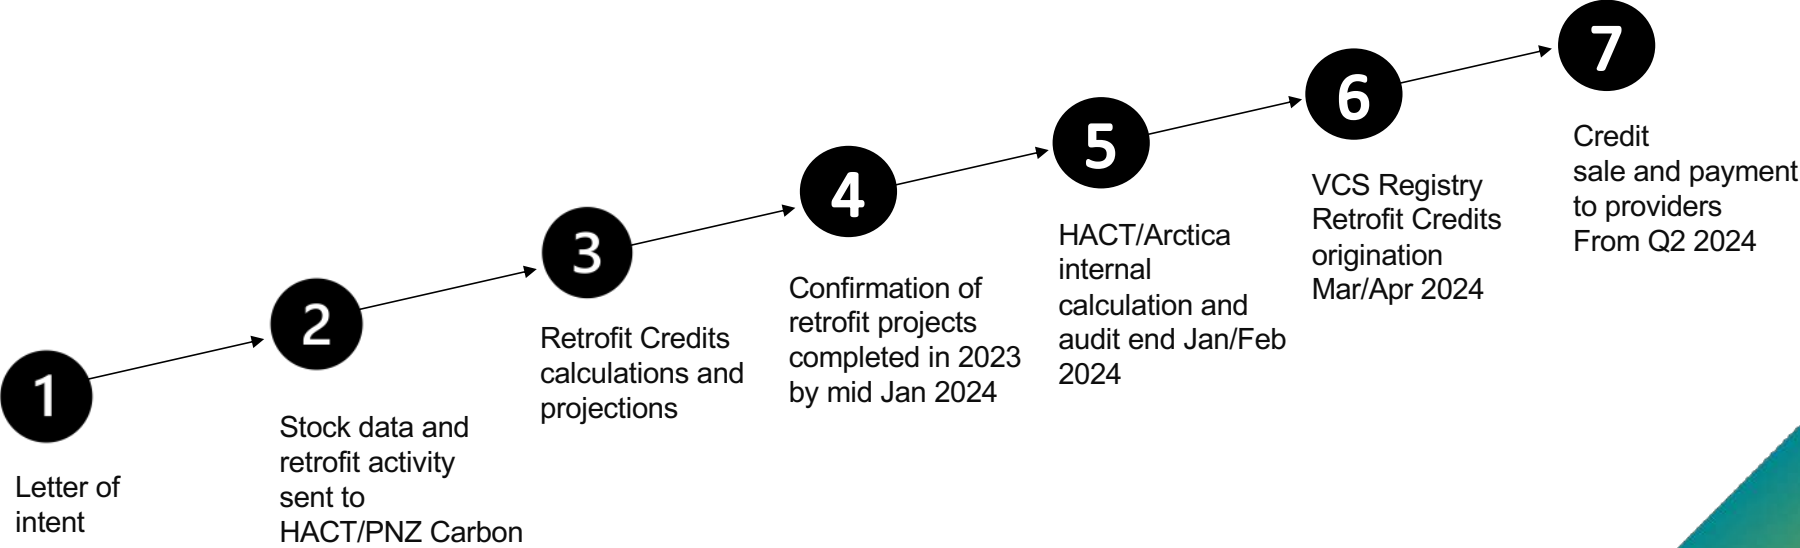 1
Letter of
intent
2
Stock data and
retrofit activity
sent to
HACT/PNZ Carbon
3
Retrofit Credits
calculations and
projections
4
Confirmation of
retrofit projects
completed in 2023
by mid Jan 2024
5
HACT/Arctica
internal
calculation and
audit end Jan/Feb
2024
6
VCS Registry
Retrofit Credits
origination
Mar/Apr 2024
7
Credit
sale and payment
to providers
From Q2 2024